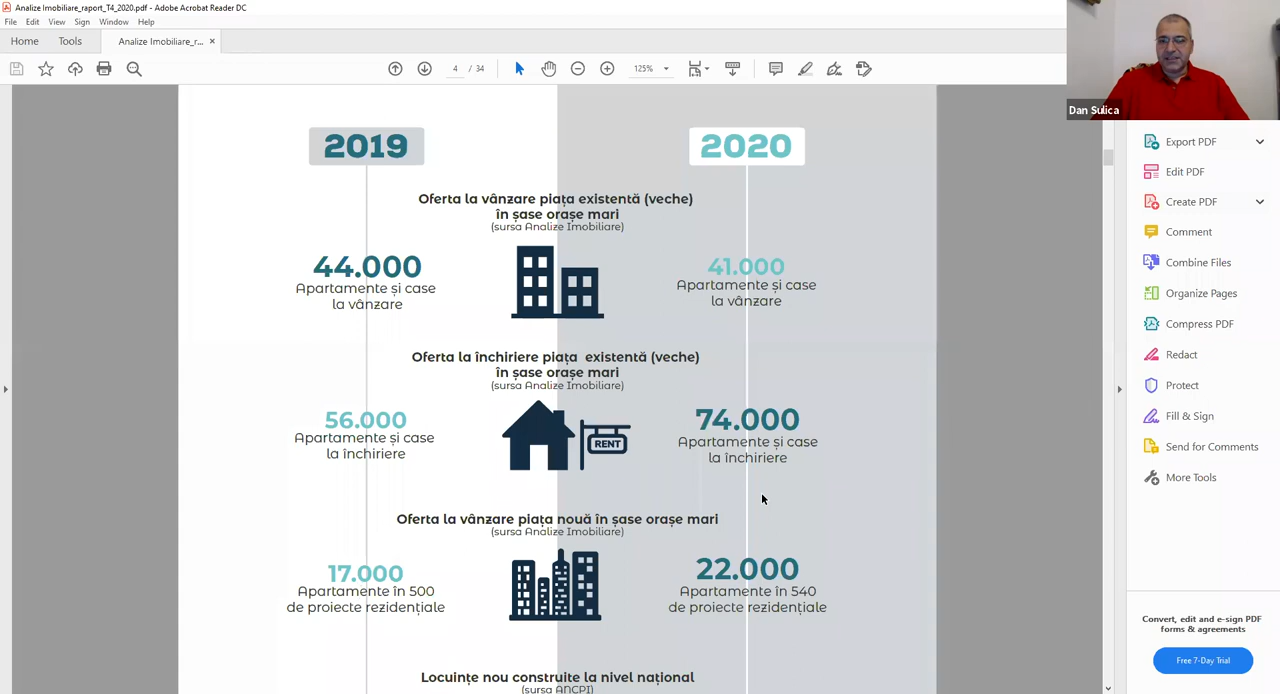 Analize Imobiliare_raport_T4_2020.pdf - Adobe Acrobat Reader DC
File Edit View Sign Window Help
Home Tools Analize Imobiliare_r... ×
4 / 34 125%
Dan Sulica
2019
2020
Oferta la vânzare piața existentă (veche)
în șase orașe mari
(sursa Analize Imobiliare)
44.000
Apartamente și case
la vânzare
41.000
Apartamente și case
la vânzare
Oferta la închiriere piața existentă (veche)
în șase orașe mari
(sursa Analize Imobiliare)
56.000
Apartamente și case
la închiriere
RENT
74.000
Apartamente și case
la închiriere
Oferta la vânzare piața nouă în șase orașe mari
(sursa Analize Imobiliare)
17.000
Apartamente în 500
de proiecte rezidențiale
22.000
Apartamente în 540
de proiecte rezidențiale
Locuințe nou construite la nivel național
(sursa ANCPI)
Export PDF
Edit PDF
Create PDF
Comment
Combine Files
Organize Pages
Compress PDF
Redact
Protect
Fill & Sign
Send for Comments
More Tools
Convert, edit and e-sign PDF
forms & agreements
Free 7-Day Trial